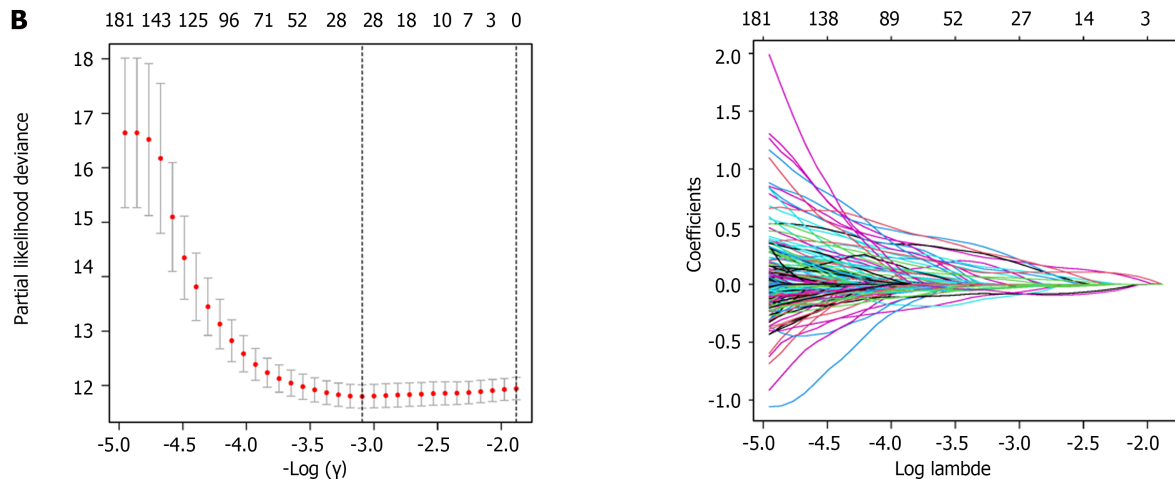 B
181 143 125 96 71 52 28 28 18 10 7 3 0
Partial likelihood deviance
18
17
16
15
14
13
12
-5.0 -4.5 -4.0 -3.5 -3.0 -2.5 -2.0
-Log (γ)
181 138 89 52 27 14 3
Coefficients
2.0
1.5
1.0
0.5
0.0
-0.5
-1.0
-5.0 -4.5 -4.0 -3.5 -3.0 -2.5 -2.0
Log lambde